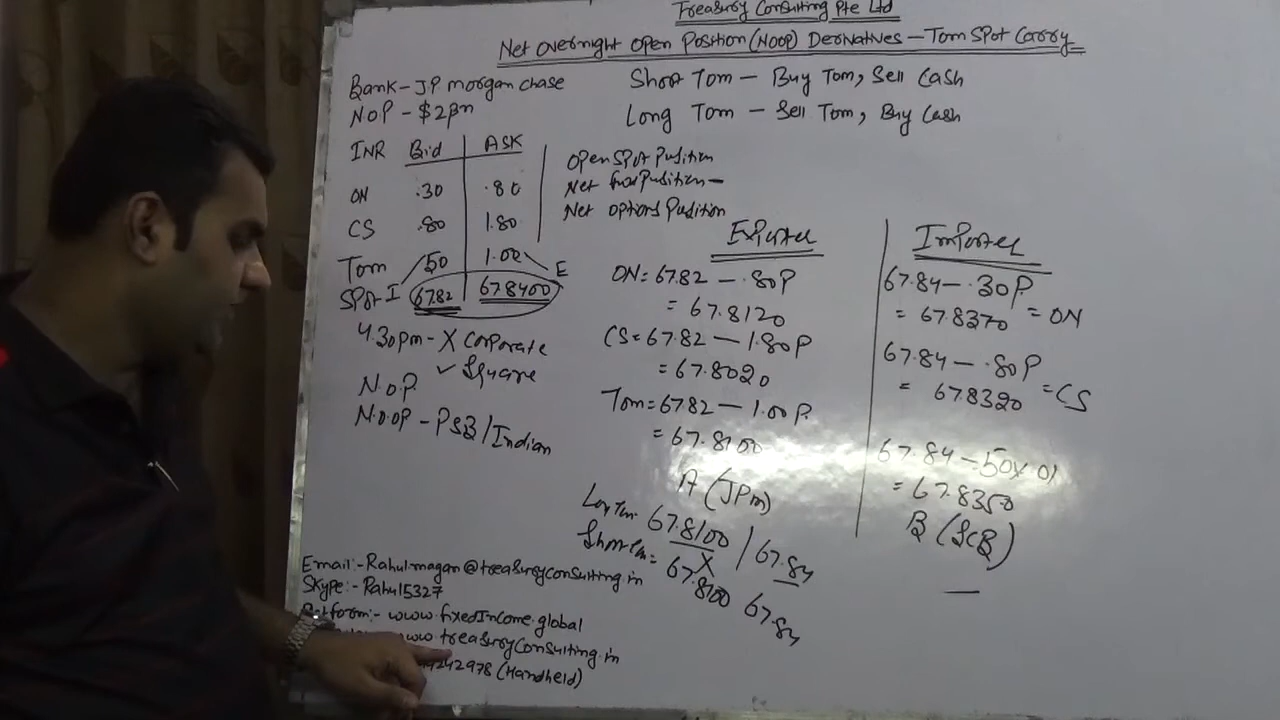 Treasury Consulting Pte Ltd
Net Overnight Open Position (NOOP) Derivatives - Tom Spot Carry
Bank - JP morgan chase
NOP - $2Bn
Short Tom - Buy Tom, Sell Cash
Long Tom - Sell Tom, Buy Cash
INR Bid ASK
ON .30 .80
CS .80 1.80
Tom 50 1.00
Spot I 67.82 67.8400 E
Open Spot Position
Net Position -
Net options Position
4.30pm - X Corporate
✓ Square
N.O.P.
N.O.O.P - PSB / Indian
Exporter
ON = 67.82 - .80P
= 67.8120
CS = 67.82 - 1.80P
= 67.8020
Tom = 67.82 - 1.00P.
= 67.8100
Importer
67.84 - .30P.
= 67.8370 = ON
67.84 - .80P
= 67.8320 = CS
67.84 - .50x 01
= 67.8350
A (JPm)
B (SCB)
67.8100 / 67.84
X
67.8100 67.84
Email:- Rahulmagan@treasuryconsulting.in
Skype:- Rahul5327
www.fixedIncome.global
www.treasuryconsulting.in
242978 (Handheld)